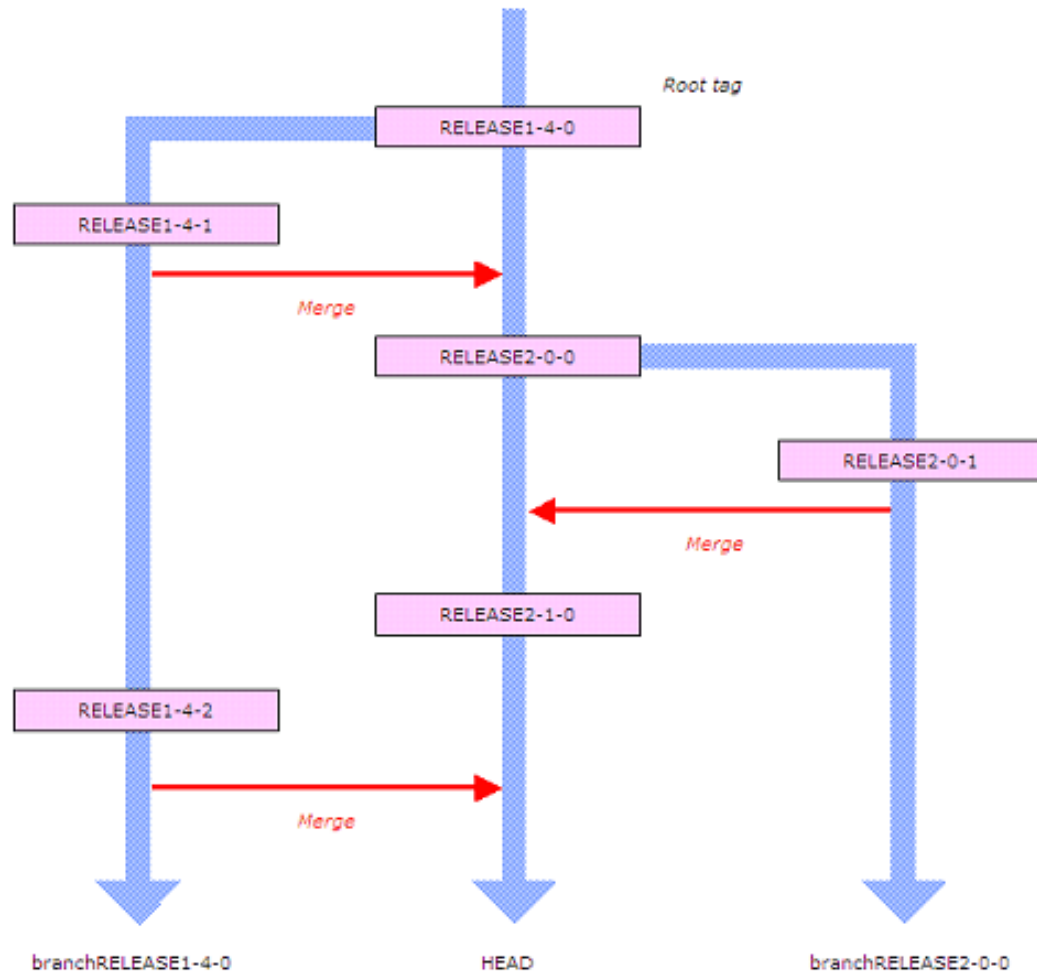 Root tag
RELEASE1-4-0
RELEASE1-4-1
Merge
RELEASE2-0-0
RELEASE2-0-1
Merge
RELEASE2-1-0
RELEASE1-4-2
Merge
branchRELEASE1-4-0
HEAD
branchRELEASE2-0-0